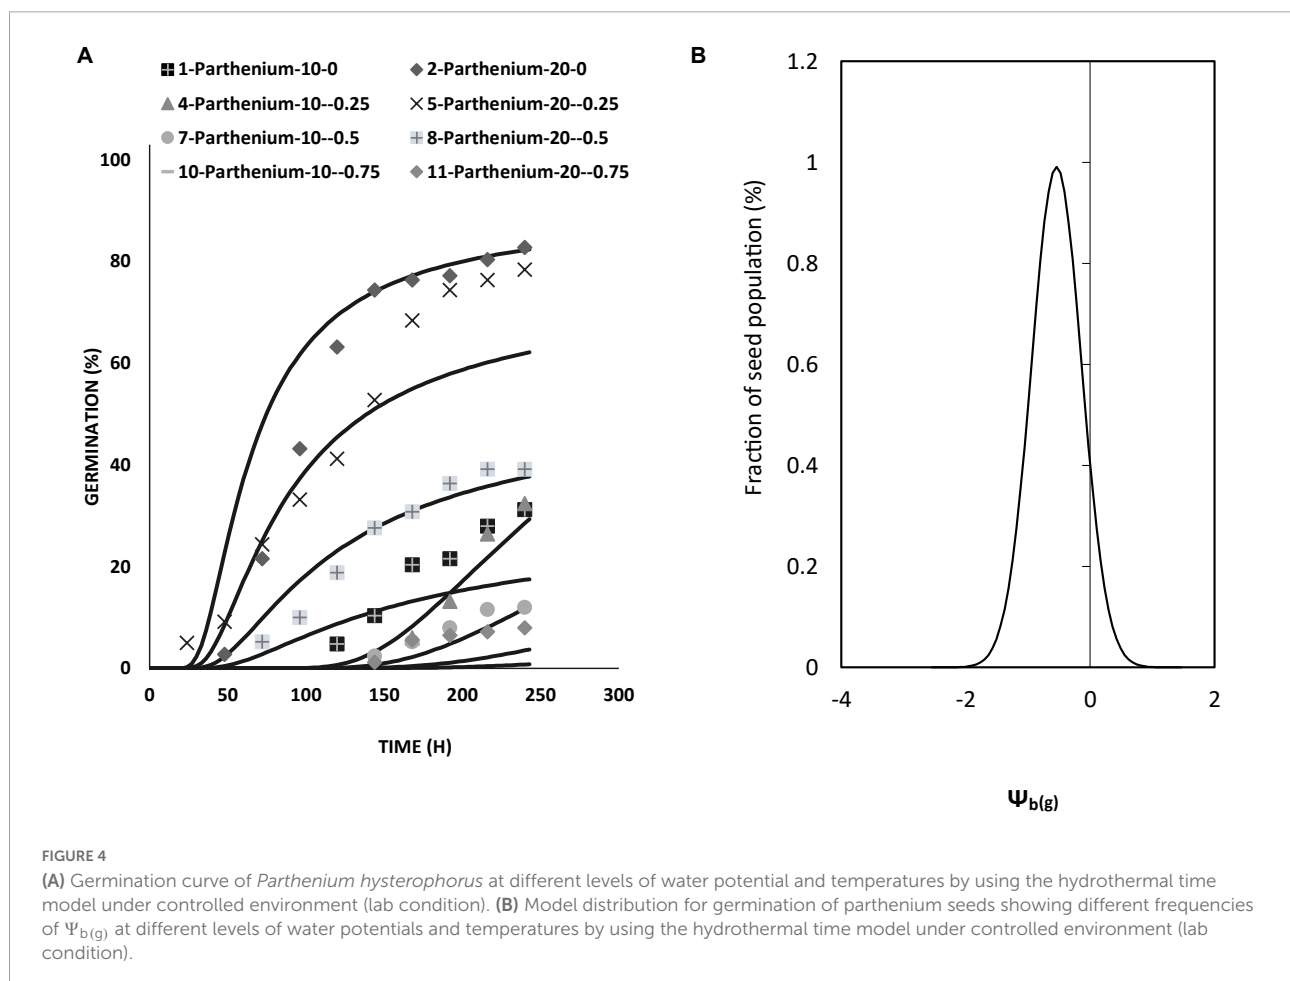 A
1-Parthenium-10-0
2-Parthenium-20-0
4-Parthenium-10--0.25
5-Parthenium-20--0.25
7-Parthenium-10--0.5
8-Parthenium-20--0.5
10-Parthenium-10--0.75
11-Parthenium-20--0.75
100
80
60
40
20
0
GERMINATION (%)
0 50 100 150 200 250 300
TIME (H)
B
1.2
1
0.8
0.6
0.4
0.2
0
Fraction of seed population (%)
-4 -2 0 2
Ψb(g)
FIGURE 4
(A) Germination curve of Parthenium hysterophorus at different levels of water potential and temperatures by using the hydrothermal time
model under controlled environment (lab condition). (B) Model distribution for germination of parthenium seeds showing different frequencies
of Ψb(g) at different levels of water potentials and temperatures by using the hydrothermal time model under controlled environment (lab
condition).